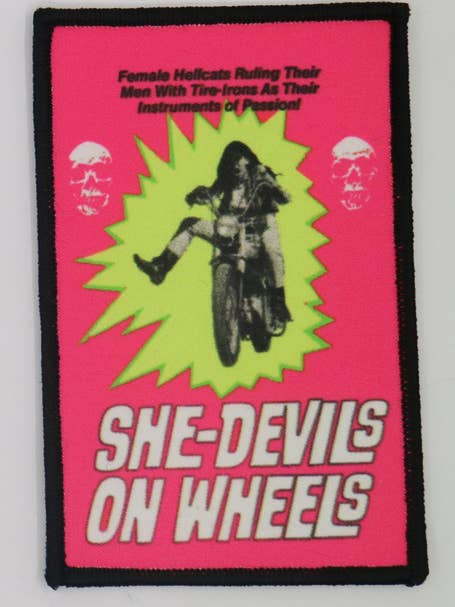 Female Hellcats Ruling Their
Men With Tire-Irons As Their
Instruments of Passion!
SHE-DEVILS
ON WHEELS